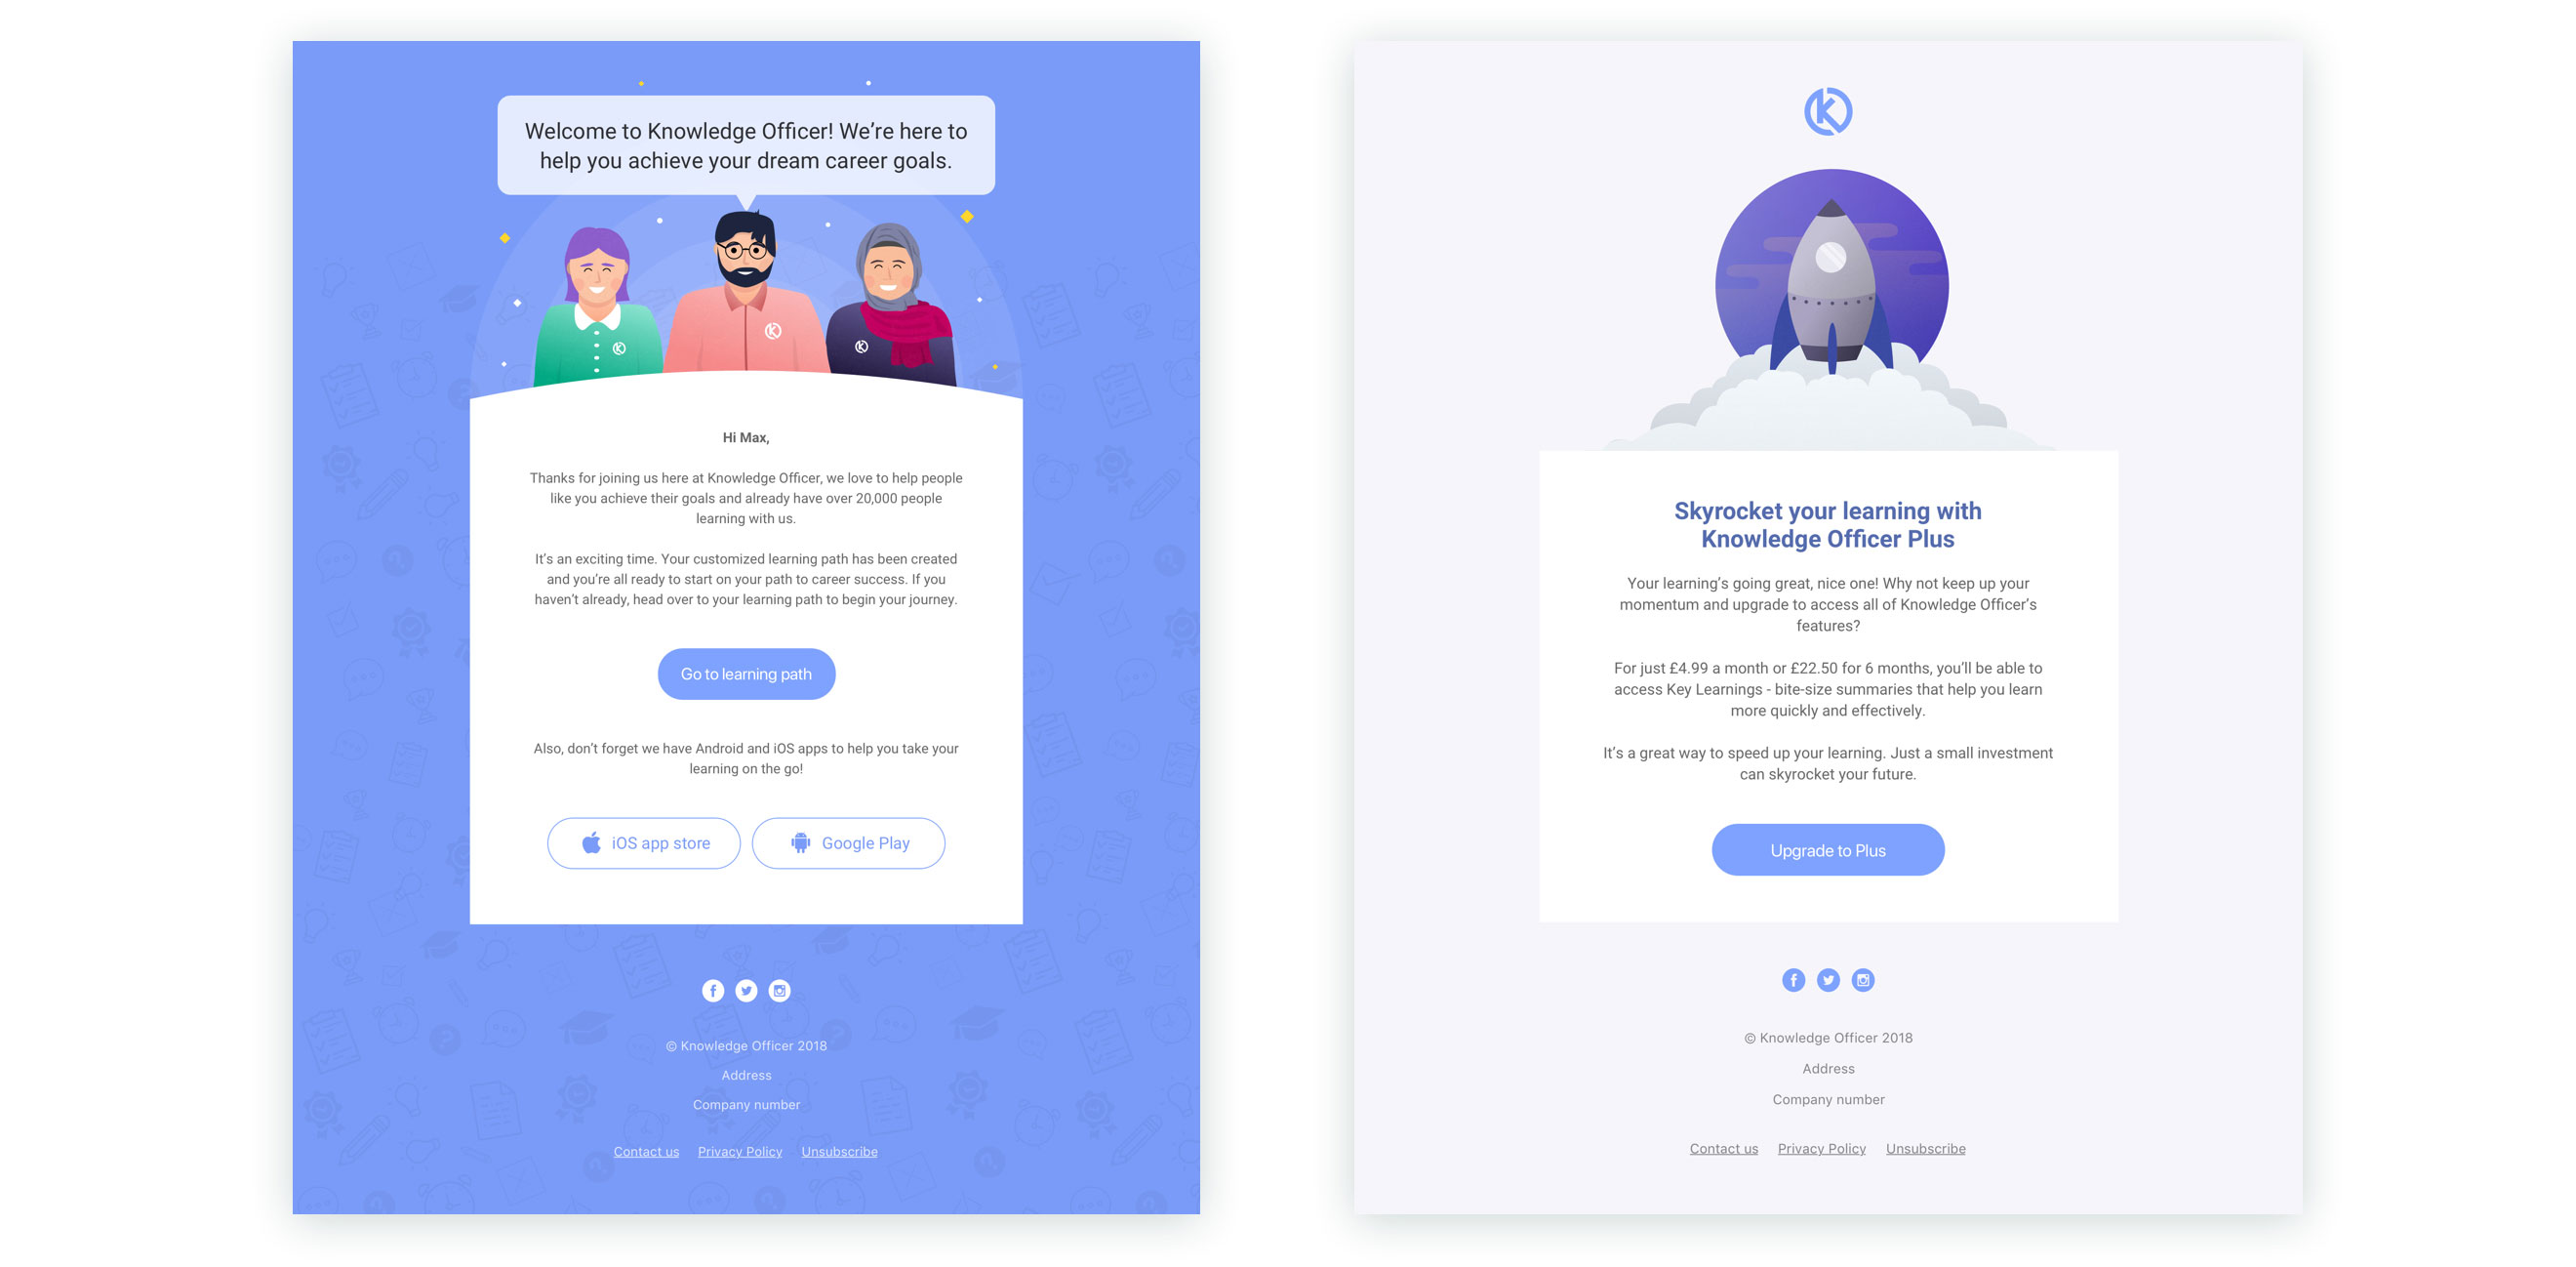 Welcome to Knowledge Officer! We’re here to
help you achieve your dream career goals.
Hi Max,
Thanks for joining us here at Knowledge Officer, we love to help people
like you achieve their goals and already have over 20,000 people
learning with us.
It’s an exciting time. Your customized learning path has been created
and you’re all ready to start on your path to career success. If you
haven’t already, head over to your learning path to begin your journey.
Go to learning path
Also, don’t forget we have Android and iOS apps to help you take your
learning on the go!
iOS app store
Google Play
© Knowledge Officer 2018
Address
Company number
Contact us Privacy Policy Unsubscribe
Skyrocket your learning with
Knowledge Officer Plus
Your learning’s going great, nice one! Why not keep up your
momentum and upgrade to access all of Knowledge Officer’s
features?
For just £4.99 a month or £22.50 for 6 months, you’ll be able to
access Key Learnings - bite-size summaries that help you learn
more quickly and effectively.
It’s a great way to speed up your learning. Just a small investment
can skyrocket your future.
Upgrade to Plus
© Knowledge Officer 2018
Address
Company number
Contact us Privacy Policy Unsubscribe